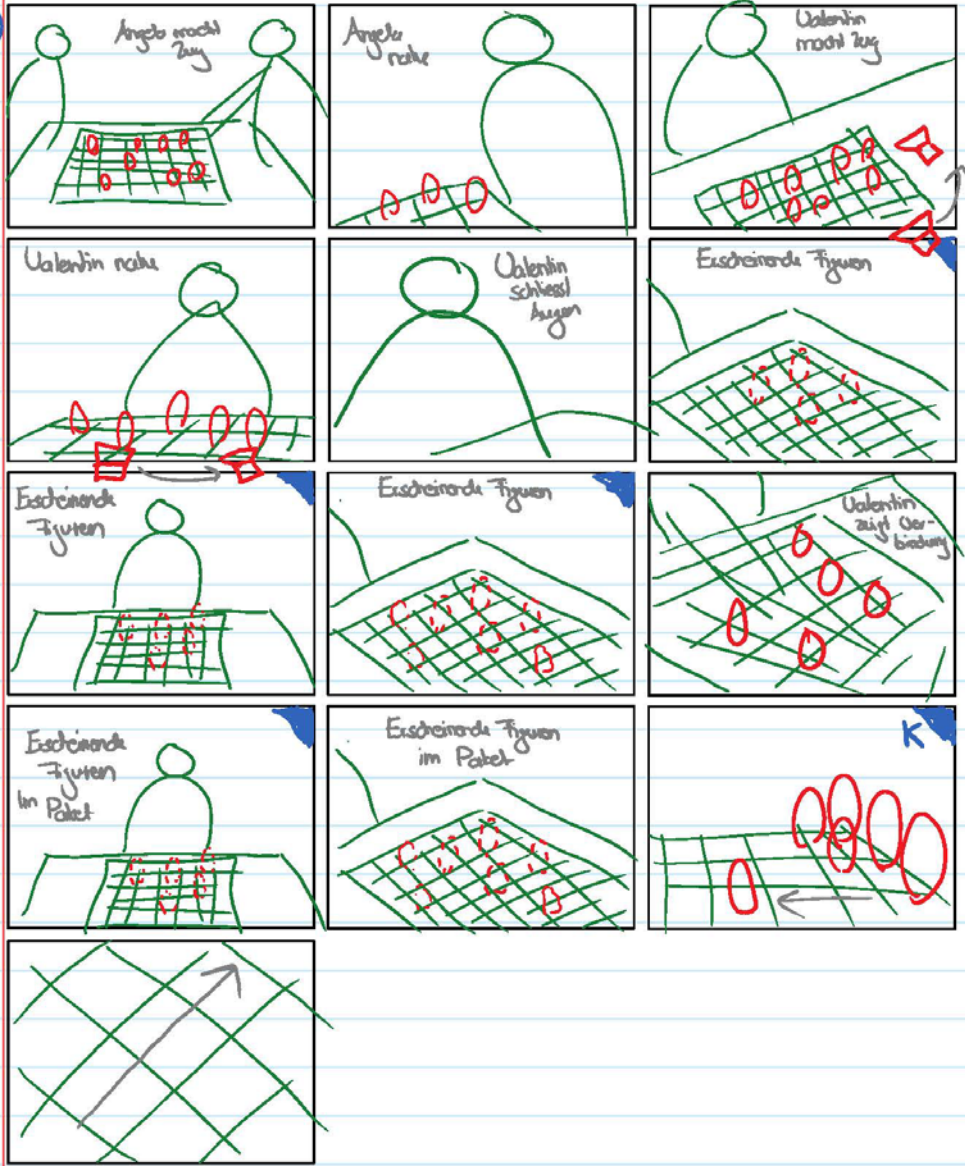 Angela macht
Zug
Angela
nahe
Valentin
macht Zug
Valentin nahe
Valentin
schliesst
Augen
Erscheinende Figuren
Erscheinende
Figuren
Erscheinende Figuren
Valentin
zeigt Ver-
bindung
Erscheinende
Figuren
im Paket
Erscheinende Figuren
im Paket
K